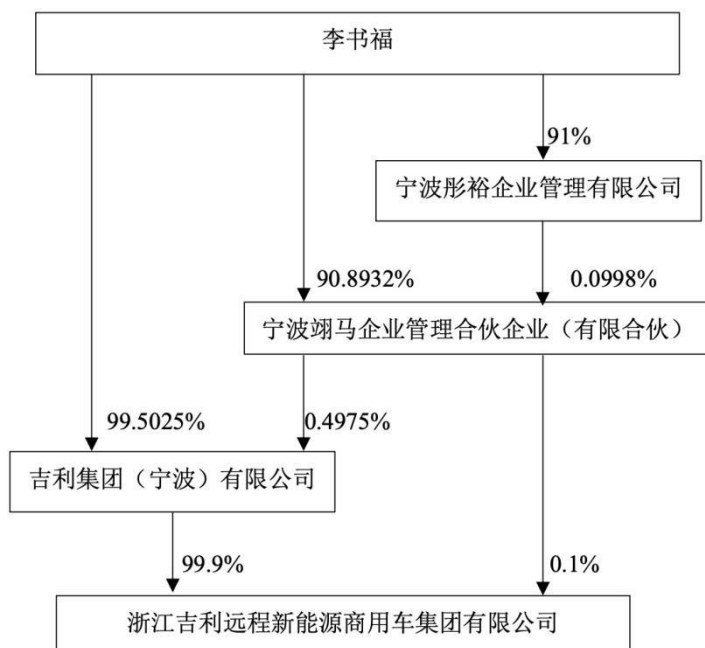 李书福
91%
宁波彤裕企业管理有限公司
90.8932%
0.0998%
宁波翊马企业管理合伙企业（有限合伙）
99.5025%
0.4975%
吉利集团（宁波）有限公司
99.9%
0.1%
浙江吉利远程新能源商用车集团有限公司